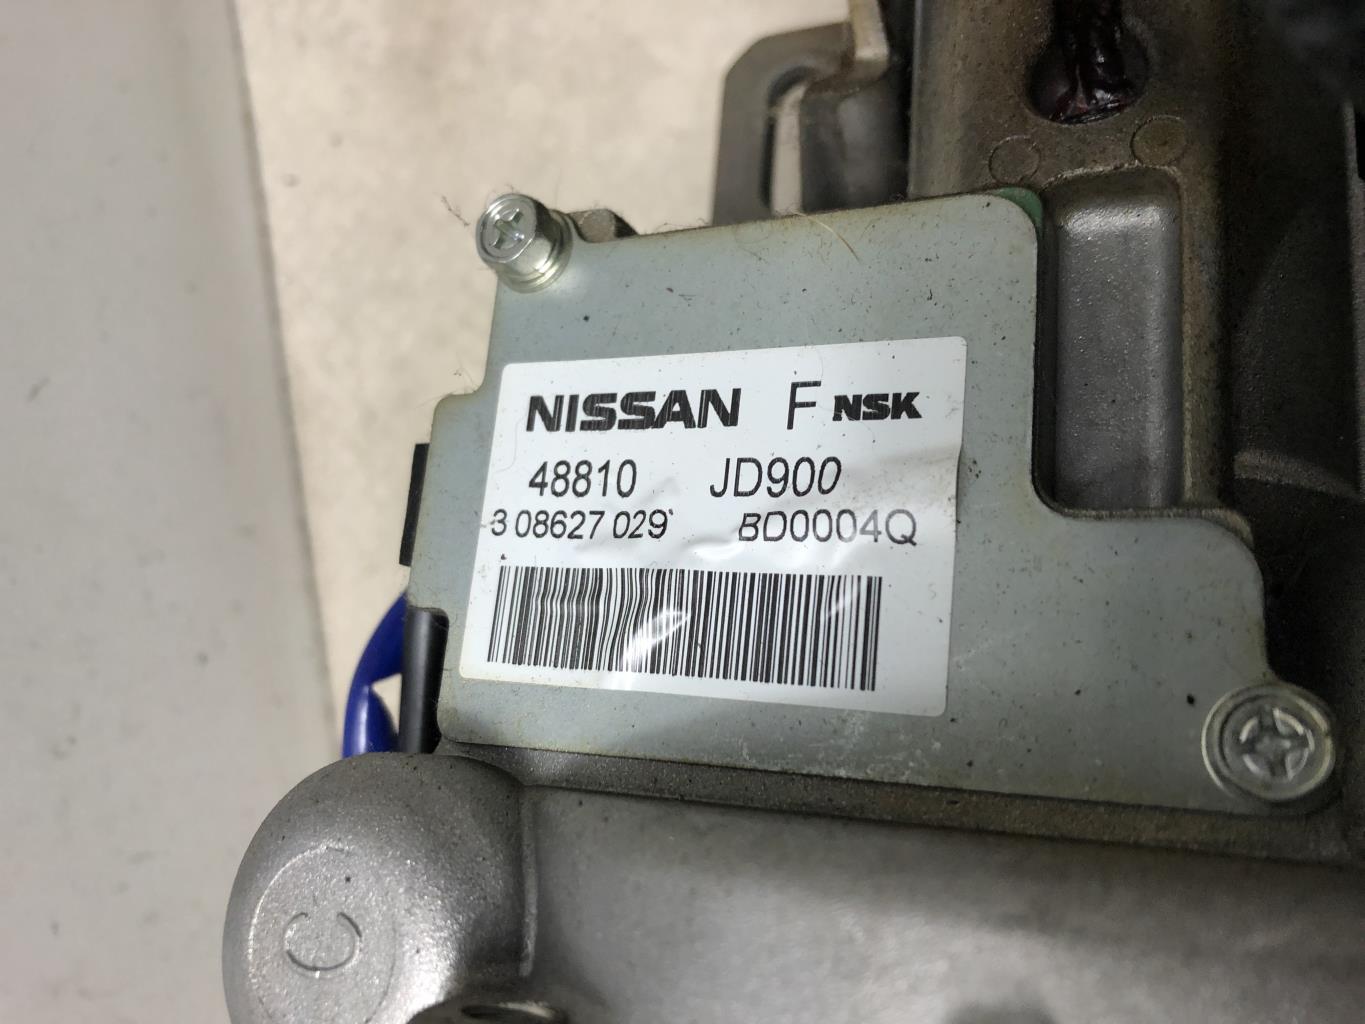 NISSAN F NSK
48810 JD900
3 08627 029 BD0004Q
C